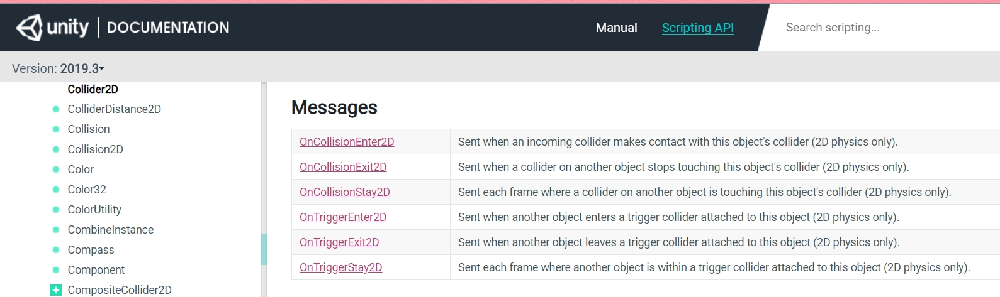 unity | DOCUMENTATION
Manual
Scripting API
Search scripting...
Version: 2019.3
Collider2D
ColliderDistance2D
Collision
Collision2D
Color
Color32
ColorUtility
CombineInstance
Compass
Component
CompositeCollider2D
Messages
OnCollisionEnter2D Sent when an incoming collider makes contact with this object's collider (2D physics only).
OnCollisionExit2D Sent when a collider on another object stops touching this object's collider (2D physics only).
OnCollisionStay2D Sent each frame where a collider on another object is touching this object's collider (2D physics only).
OnTriggerEnter2D Sent when another object enters a trigger collider attached to this object (2D physics only).
OnTriggerExit2D Sent when another object leaves a trigger collider attached to this object (2D physics only).
OnTriggerStay2D Sent each frame where another object is within a trigger collider attached to this object (2D physics only).